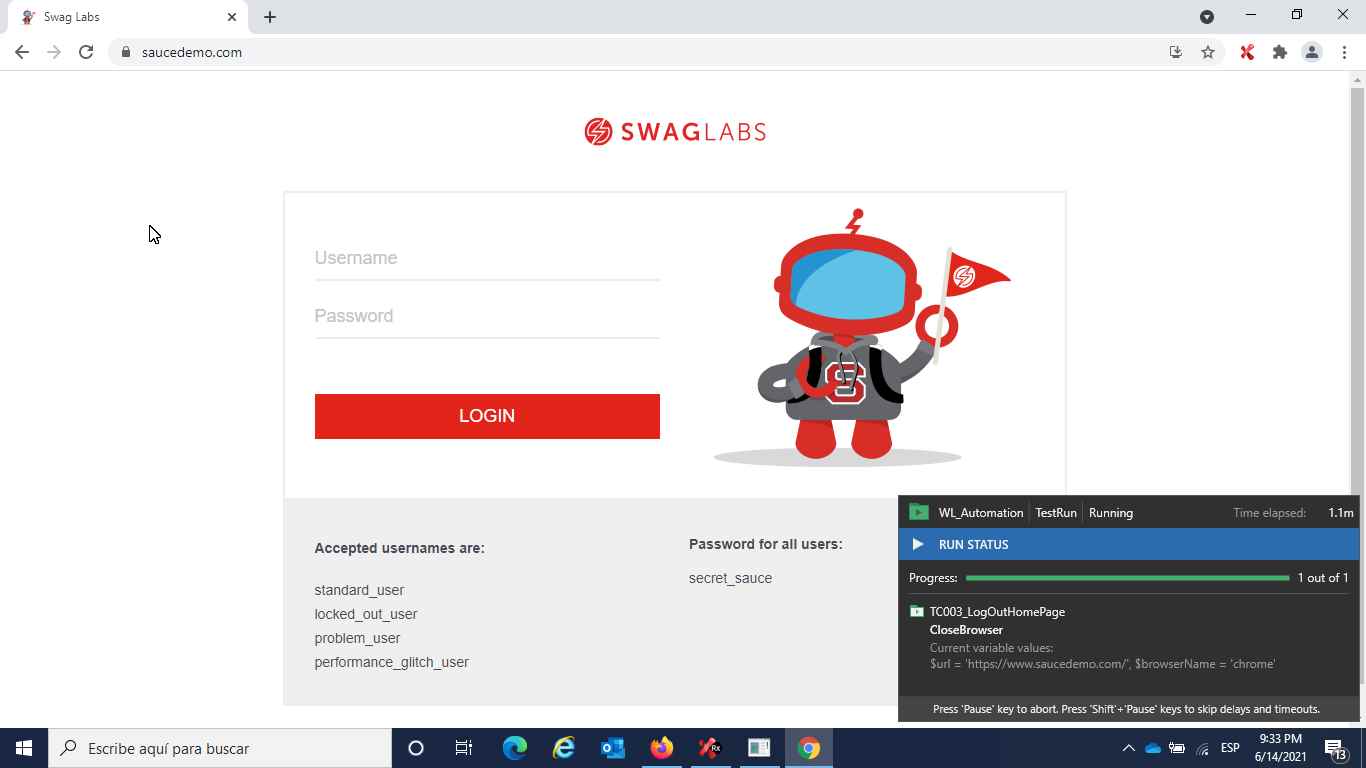 Swag Labs
saucedemo.com
SWAGLABS
Username
Password
LOGIN
Accepted usernames are:
standard_user
locked_out_user
problem_user
performance_glitch_user
Password for all users:
secret_sauce
WL_Automation TestRun Running Time elapsed: 1.1m
RUN STATUS
Progress: 1 out of 1
TC003_LogOutHomePage
CloseBrowser
Current variable values:
$url = 'https://www.saucedemo.com/', $browserName = 'chrome'
Press 'Pause' key to abort. Press 'Shift'+'Pause' keys to skip delays and timeouts.
Escribe aquí para buscar
Rx
ESP
9:33 PM
6/14/2021
13